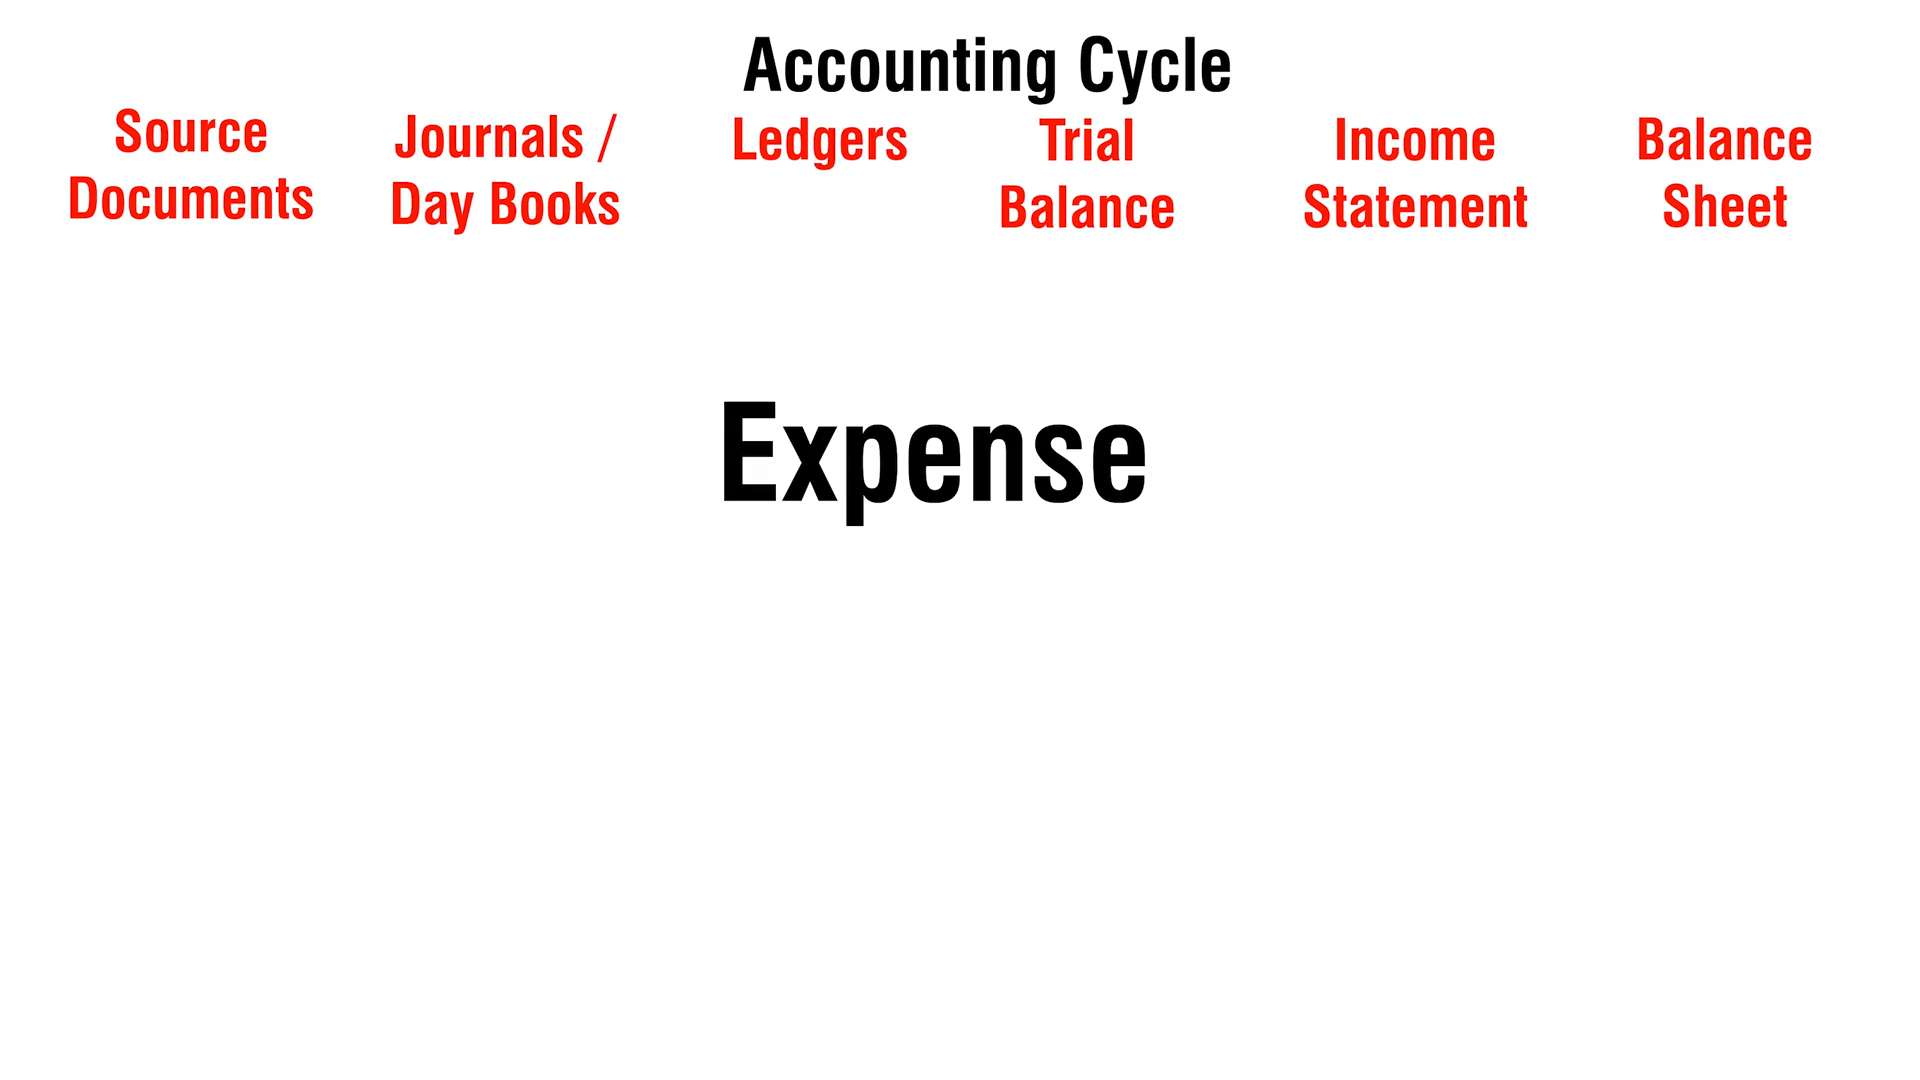 Accounting Cycle
Source
Documents
Journals /
Day Books
Ledgers
Trial
Balance
Income
Statement
Balance
Sheet
Expense